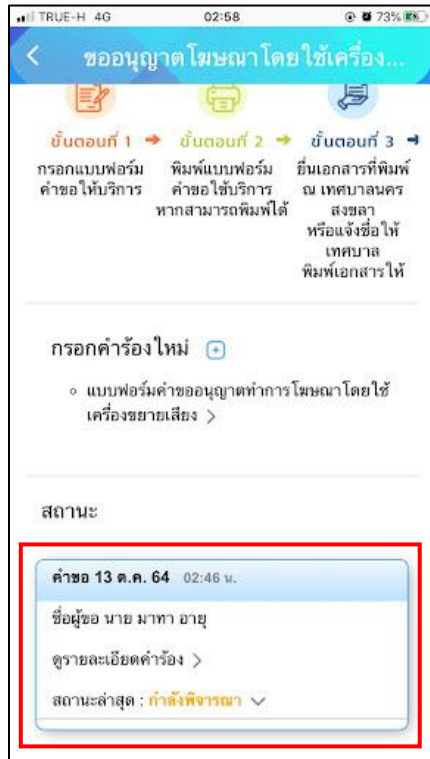 TRUE-H 4G 02:58 73%
ขออนุญาตโฆษณาโดยใช้เครื่อง...
ขั้นตอนที่ 1 ขั้นตอนที่ 2 ขั้นตอนที่ 3
กรอกแบบฟอร์ม พิมพ์แบบฟอร์ม ยื่นเอกสารที่พิมพ์
คำขอให้บริการ คำขอใช้บริการ ณ เทศบาลนคร
หากสามารถพิมพ์ได้ สงขลา
หรือแจ้งชื่อให้
เทศบาล
พิมพ์เอกสารให้
กรอกคำร้องใหม่
แบบฟอร์มคำขออนุญาตทำการโฆษณาโดยใช้
เครื่องขยายเสียง >
สถานะ
คำขอ 13 ต.ค. 64 02:46 น.
ชื่อผู้ขอ นาย มาทา อายุ
ดูรายละเอียดคำร้อง >
สถานะล่าสุด : กำลังพิจารณา